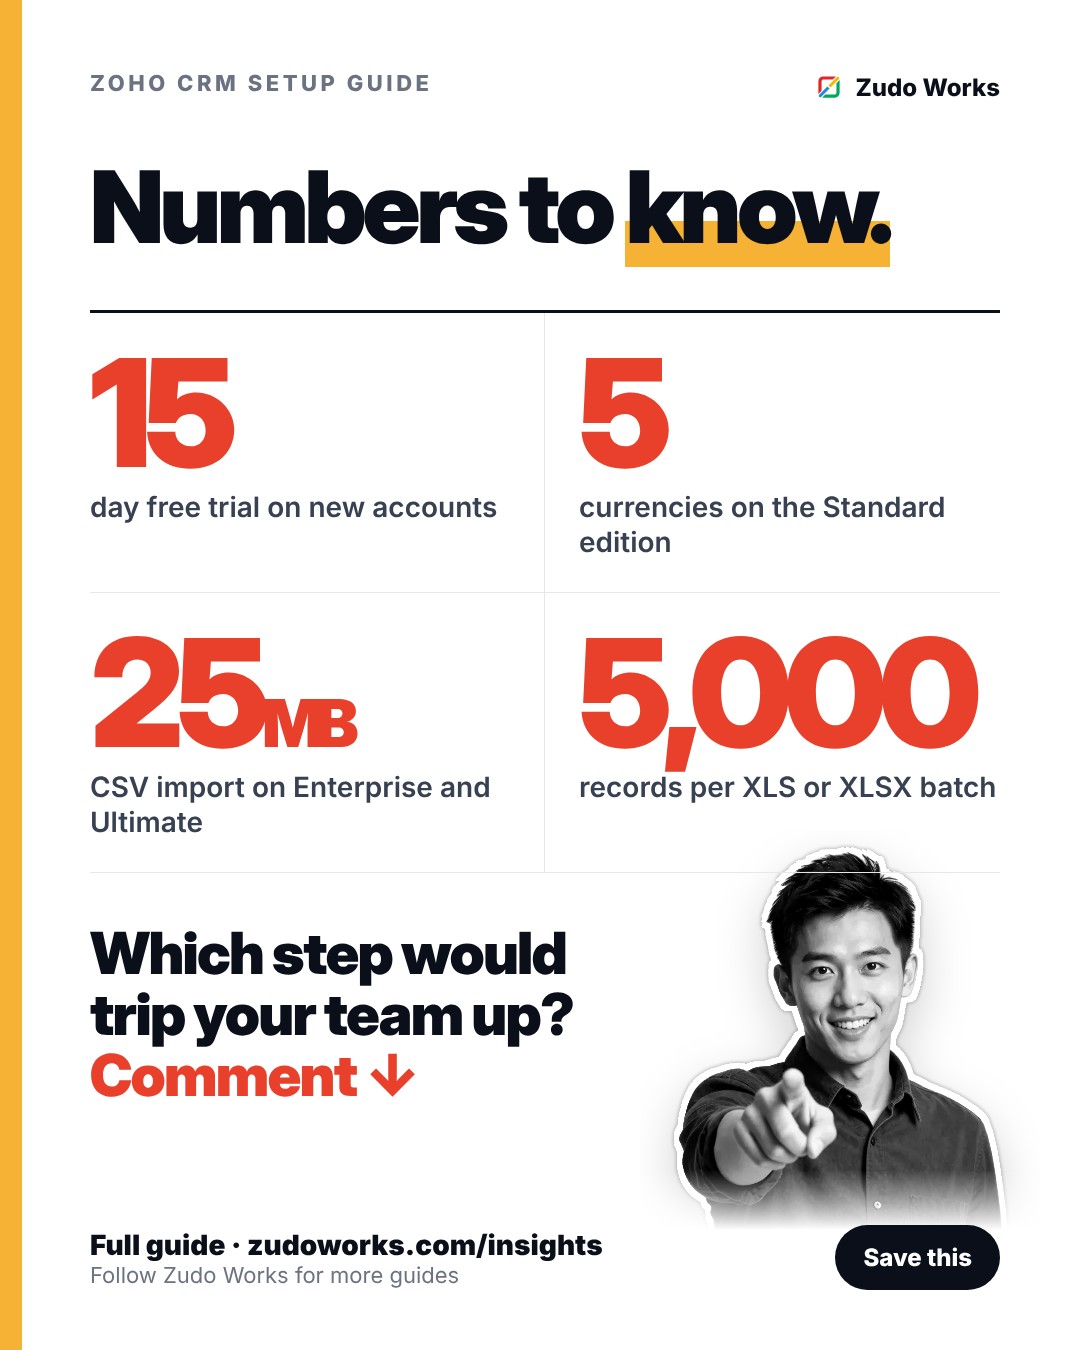 ZOHO CRM SETUP GUIDE
Zudo Works
Numbers to know.
15
day free trial on new accounts
5
currencies on the Standard
edition
25MB
CSV import on Enterprise and
Ultimate
5,000
records per XLS or XLSX batch
Which step would
trip your team up?
Comment ↓
Full guide · zudoworks.com/insights
Follow Zudo Works for more guides
Save this